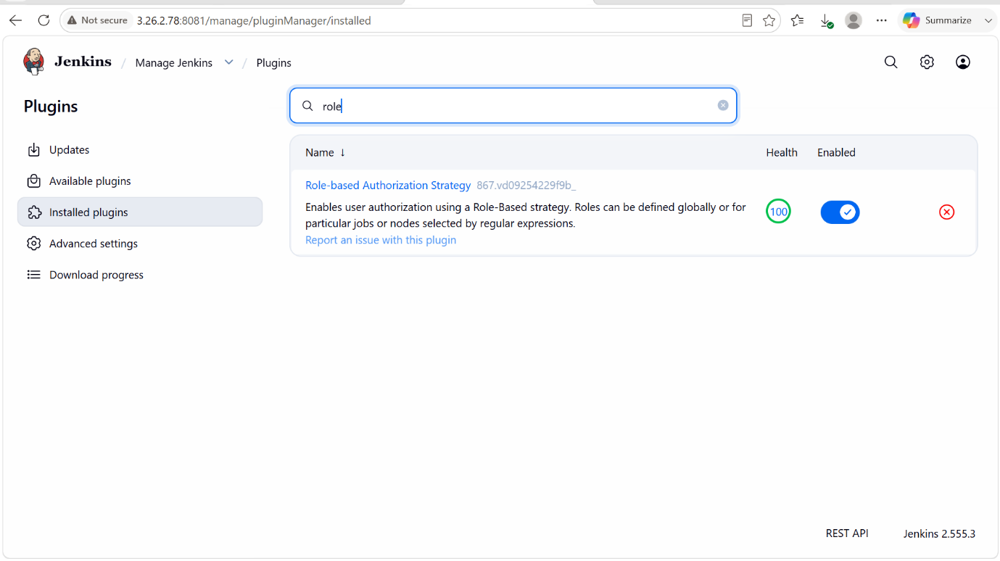 Not secure 3.26.2.78:8081/manage/pluginManager/installed Summarize
Jenkins / Manage Jenkins / Plugins
Plugins
role
Updates
Available plugins
Installed plugins
Advanced settings
Download progress
Name ↓ Health Enabled
Role-based Authorization Strategy 867.vd09254229f9b_
Enables user authorization using a Role-Based strategy. Roles can be defined globally or for
particular jobs or nodes selected by regular expressions.
100
Report an issue with this plugin
REST API Jenkins 2.555.3